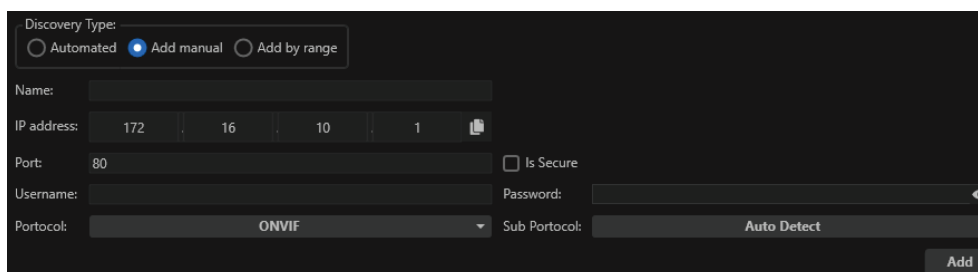 Discovery Type:
Automated Add manual Add by range
Name:
IP address: 172 . 16 . 10 . 1
Port: 80 Is Secure
Username: Password:
Portocol: ONVIF Sub Portocol: Auto Detect
Add